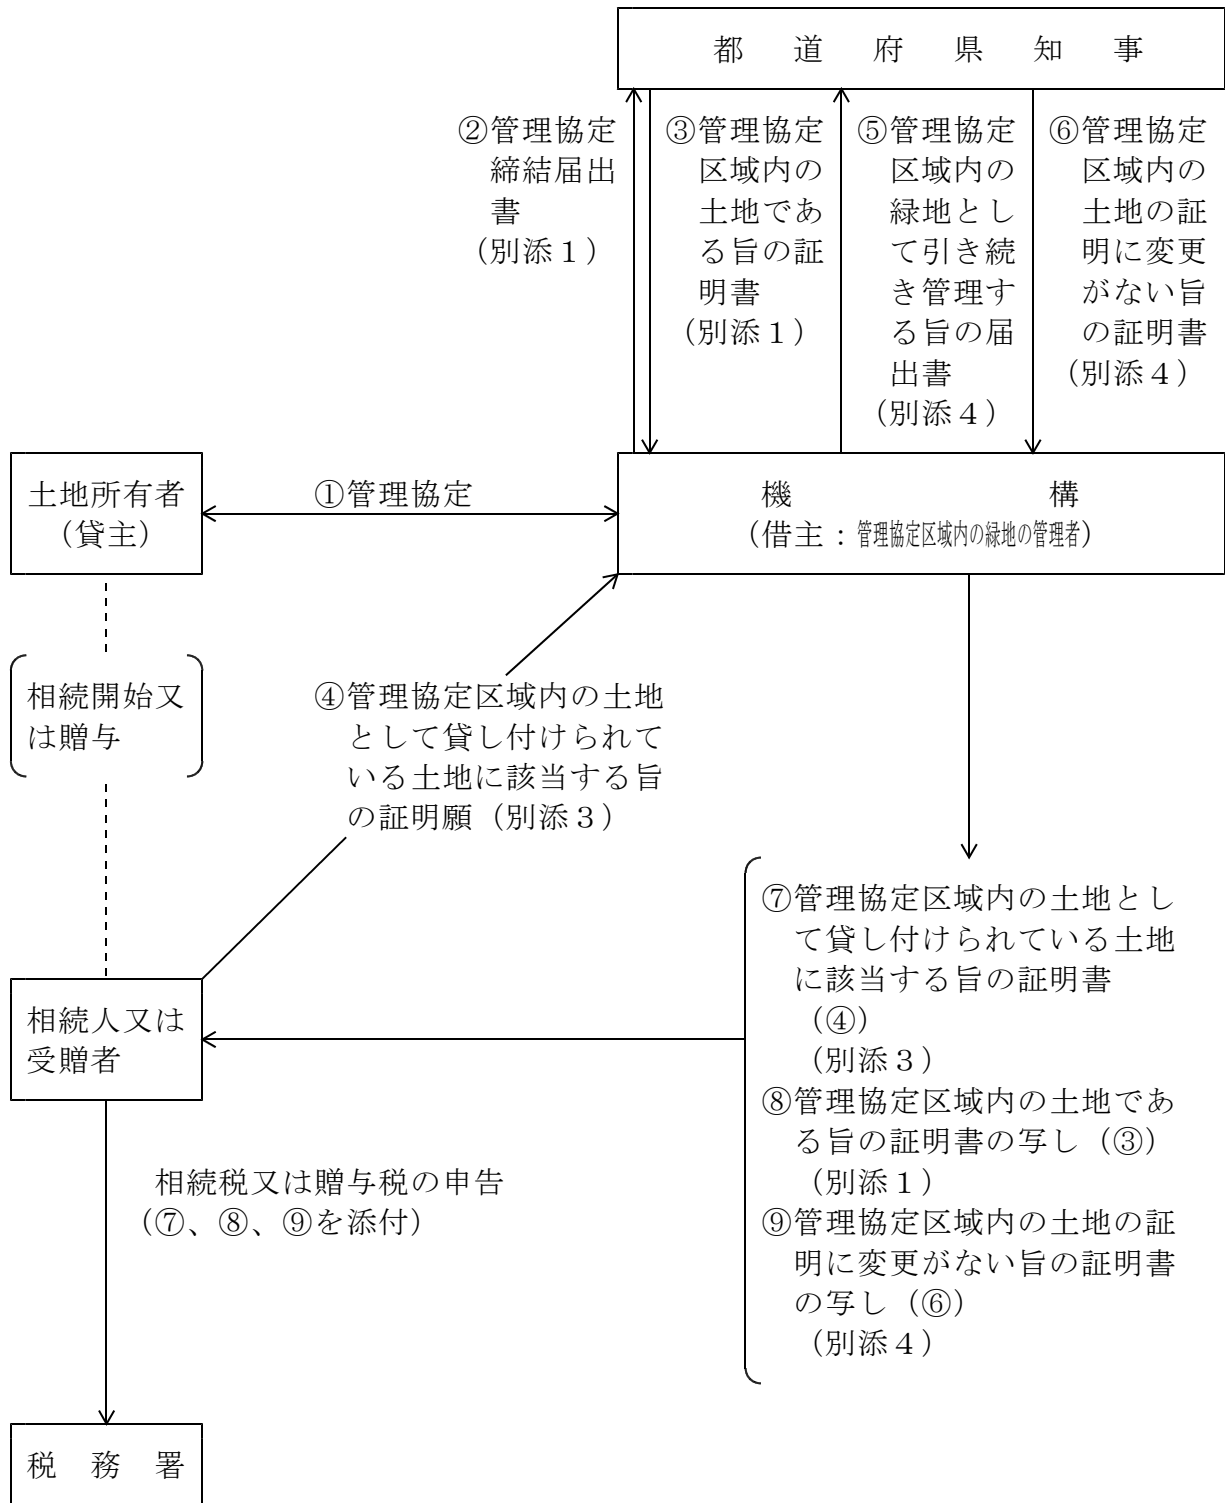 都道府県知事
②管理協定
締結届出
書
（別添１）
③管理協定
区域内の
土地であ
る旨の証
明書
（別添１）
⑤管理協定
区域内の
緑地とし
て引き続
き管理す
る旨の届
出書
（別添４）
⑥管理協定
区域内の
土地の証
明に変更
がない旨
の証明書
（別添４）
土地所有者
（貸主）
①管理協定
機構
（借主：管理協定区域内の緑地の管理者）
相続開始又
は贈与
④管理協定区域内の土地
として貸し付けられて
いる土地に該当する旨
の証明願（別添３）
⑦管理協定区域内の土地とし
て貸し付けられている土地
に該当する旨の証明書
（④）
（別添３）
⑧管理協定区域内の土地であ
る旨の証明書の写し（③）
（別添１）
⑨管理協定区域内の土地の証
明に変更がない旨の証明書
の写し（⑥）
（別添４）
相続人又は
受贈者
相続税又は贈与税の申告
（⑦、⑧、⑨を添付）
税務署